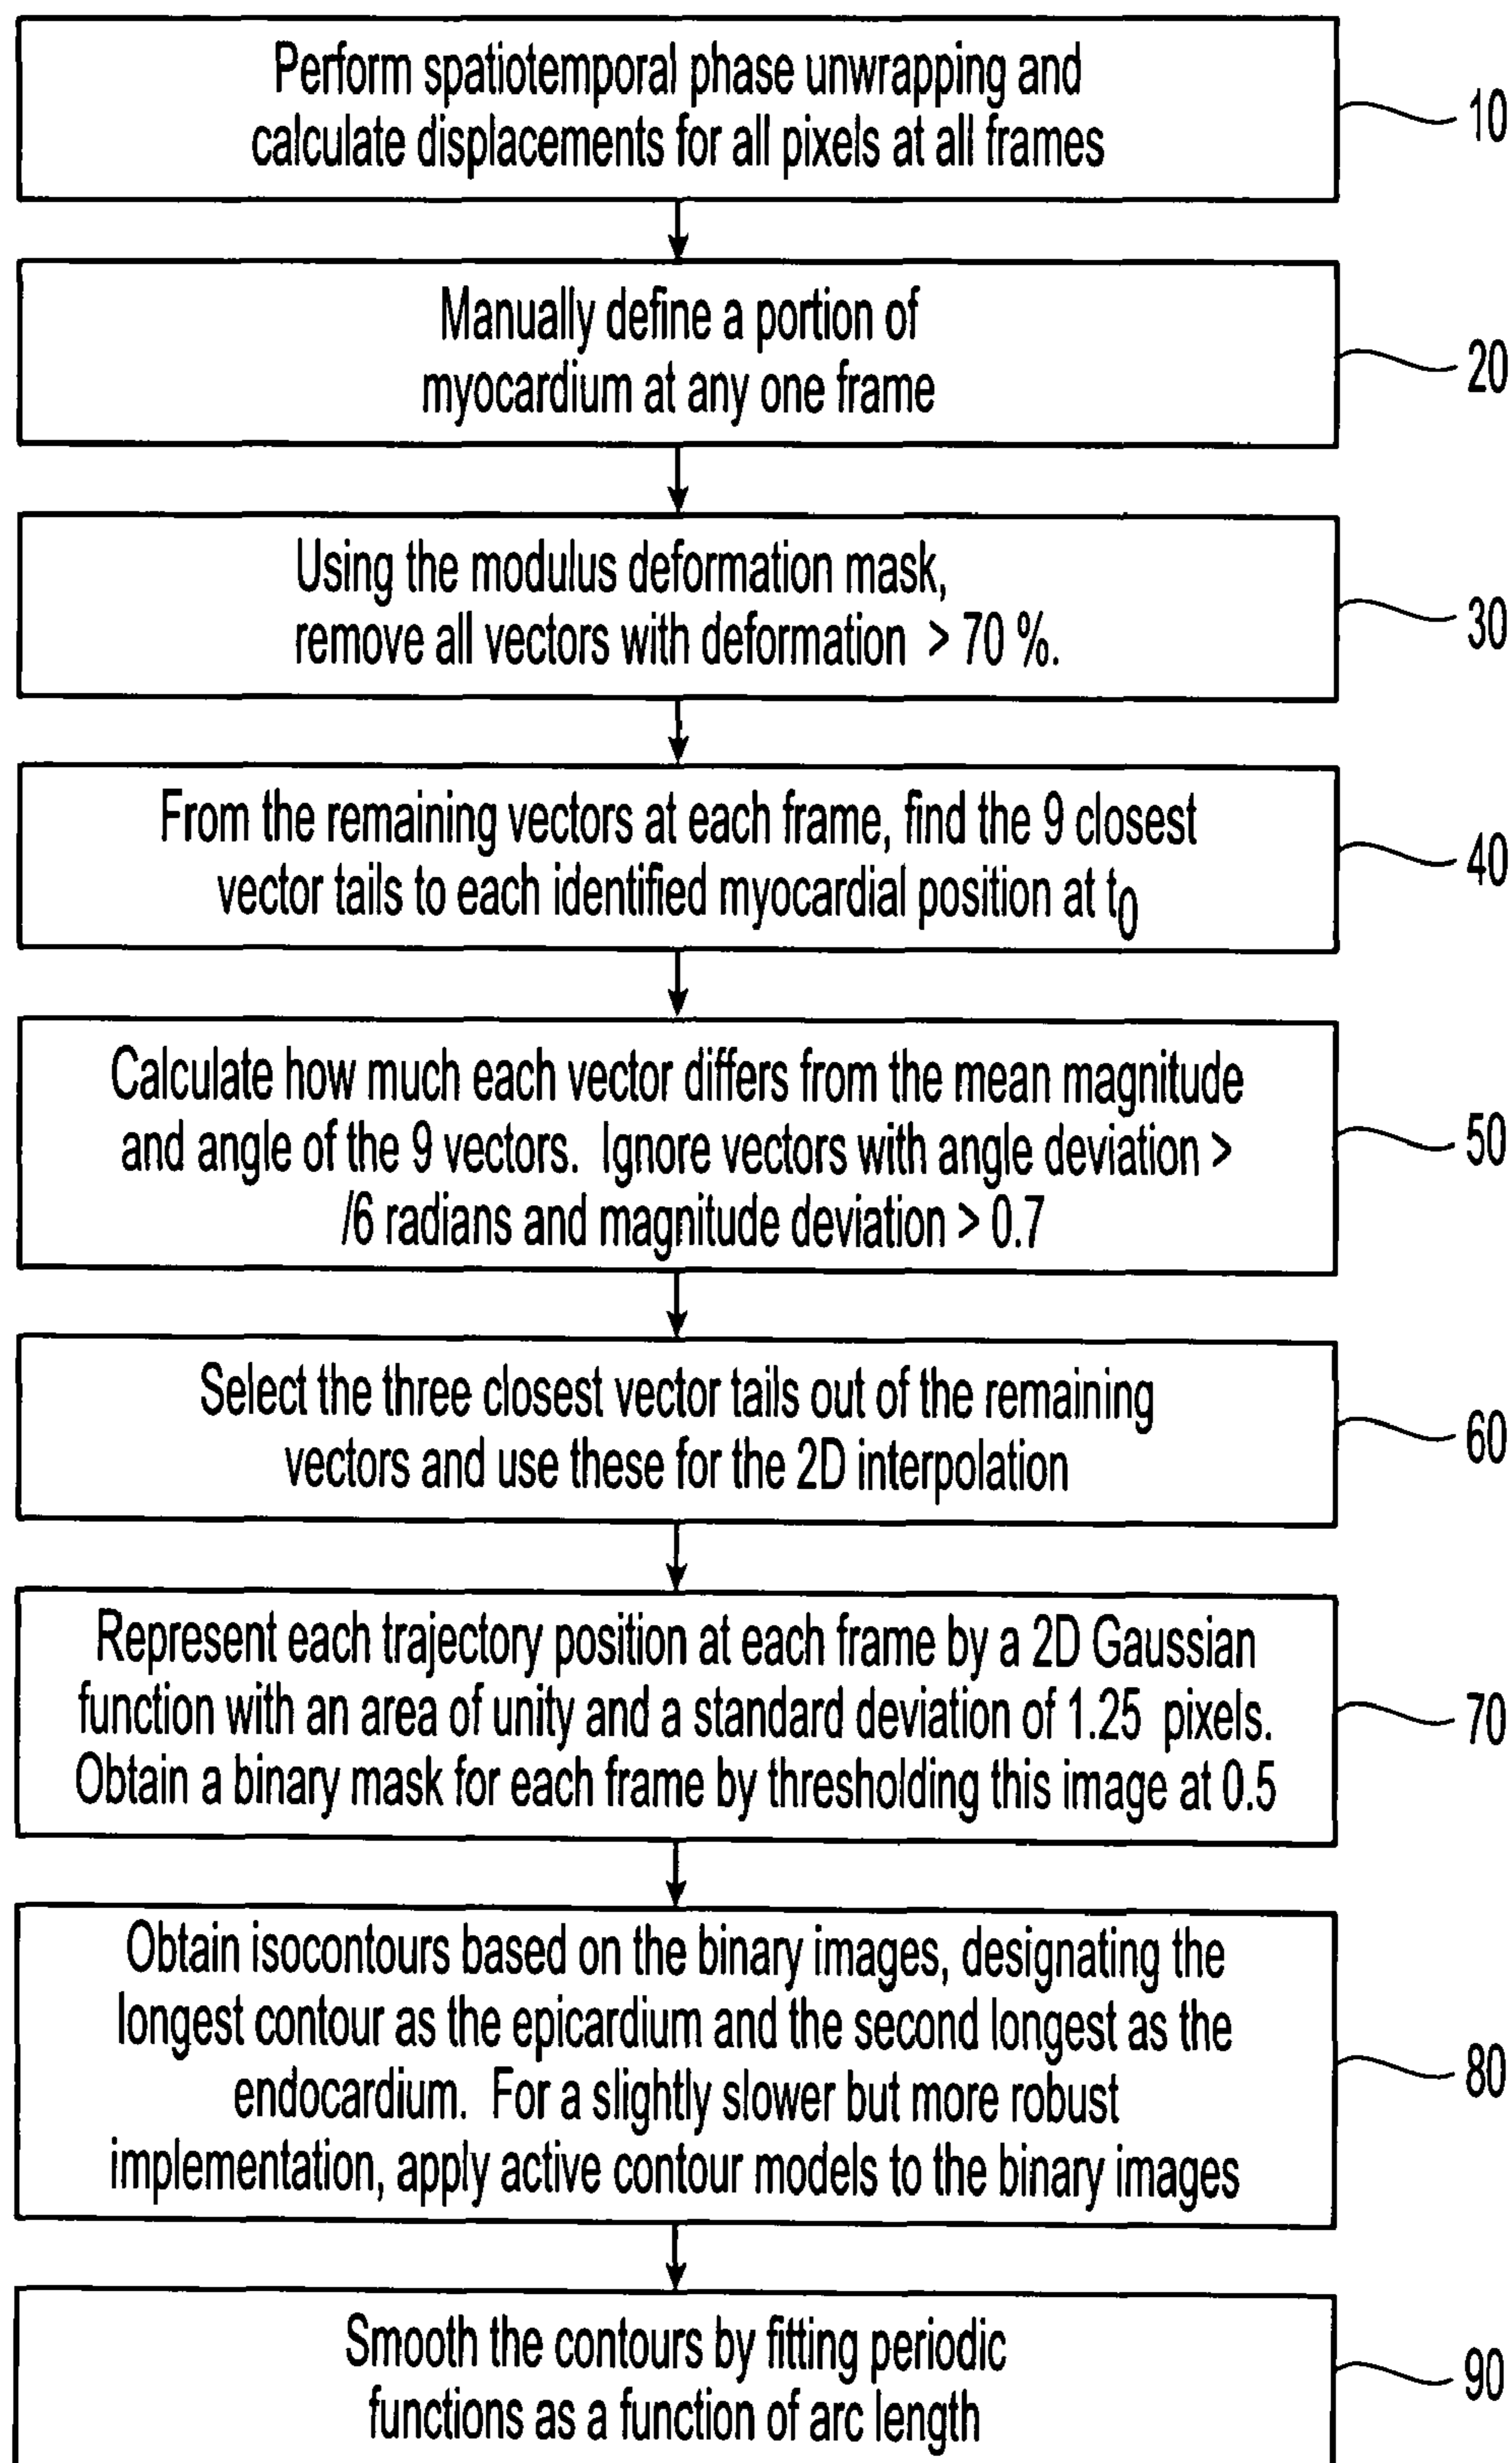 Perform spatiotemporal phase unwrapping and
calculate displacements for all pixels at all frames
10
Manually define a portion of
myocardium at any one frame
20
Using the modulus deformation mask,
remove all vectors with deformation > 70 %.
30
From the remaining vectors at each frame, find the 9 closest
vector tails to each identified myocardial position at t0
40
Calculate how much each vector differs from the mean magnitude
and angle of the 9 vectors. Ignore vectors with angle deviation >
/6 radians and magnitude deviation > 0.7
50
Select the three closest vector tails out of the remaining
vectors and use these for the 2D interpolation
60
Represent each trajectory position at each frame by a 2D Gaussian
function with an area of unity and a standard deviation of 1.25 pixels.
Obtain a binary mask for each frame by thresholding this image at 0.5
70
Obtain isocontours based on the binary images, designating the
longest contour as the epicardium and the second longest as the
endocardium. For a slightly slower but more robust
implementation, apply active contour models to the binary images
80
Smooth the contours by fitting periodic
functions as a function of arc length
90